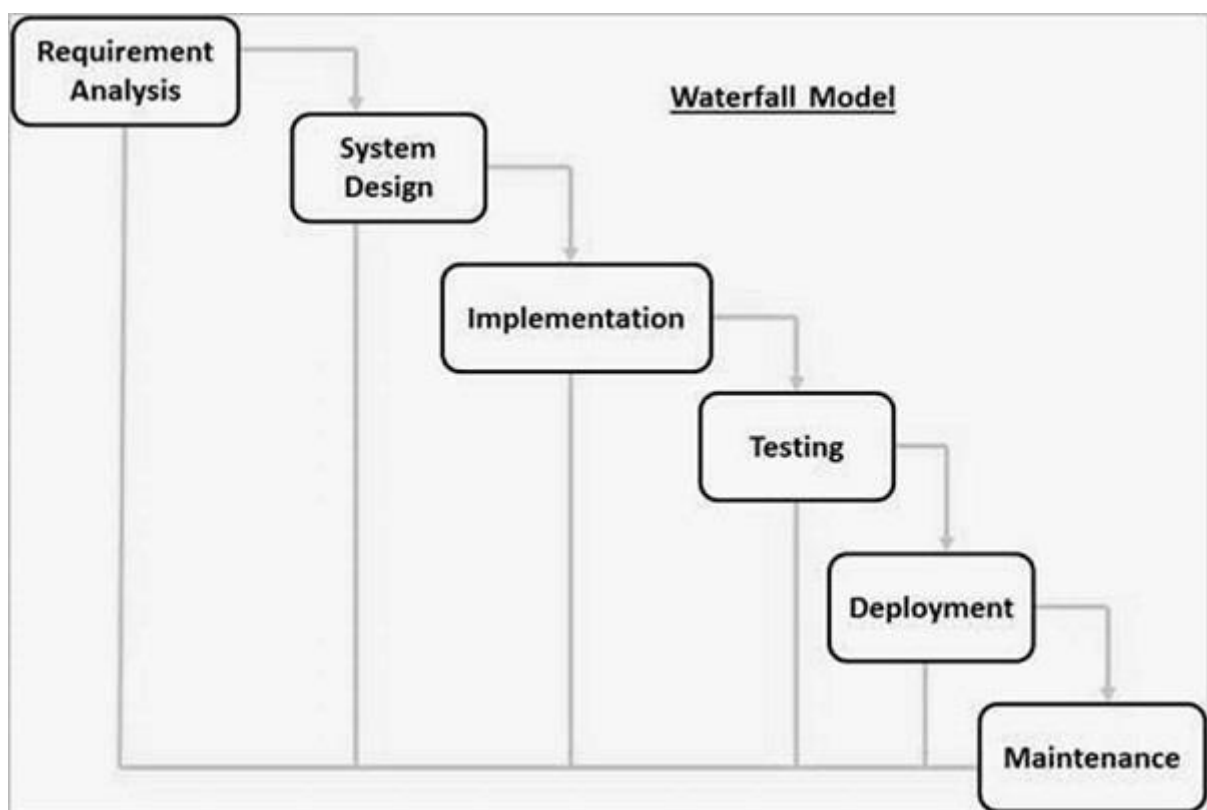 Requirement
Analysis
Waterfall Model
System
Design
Implementation
Testing
Deployment
Maintenance